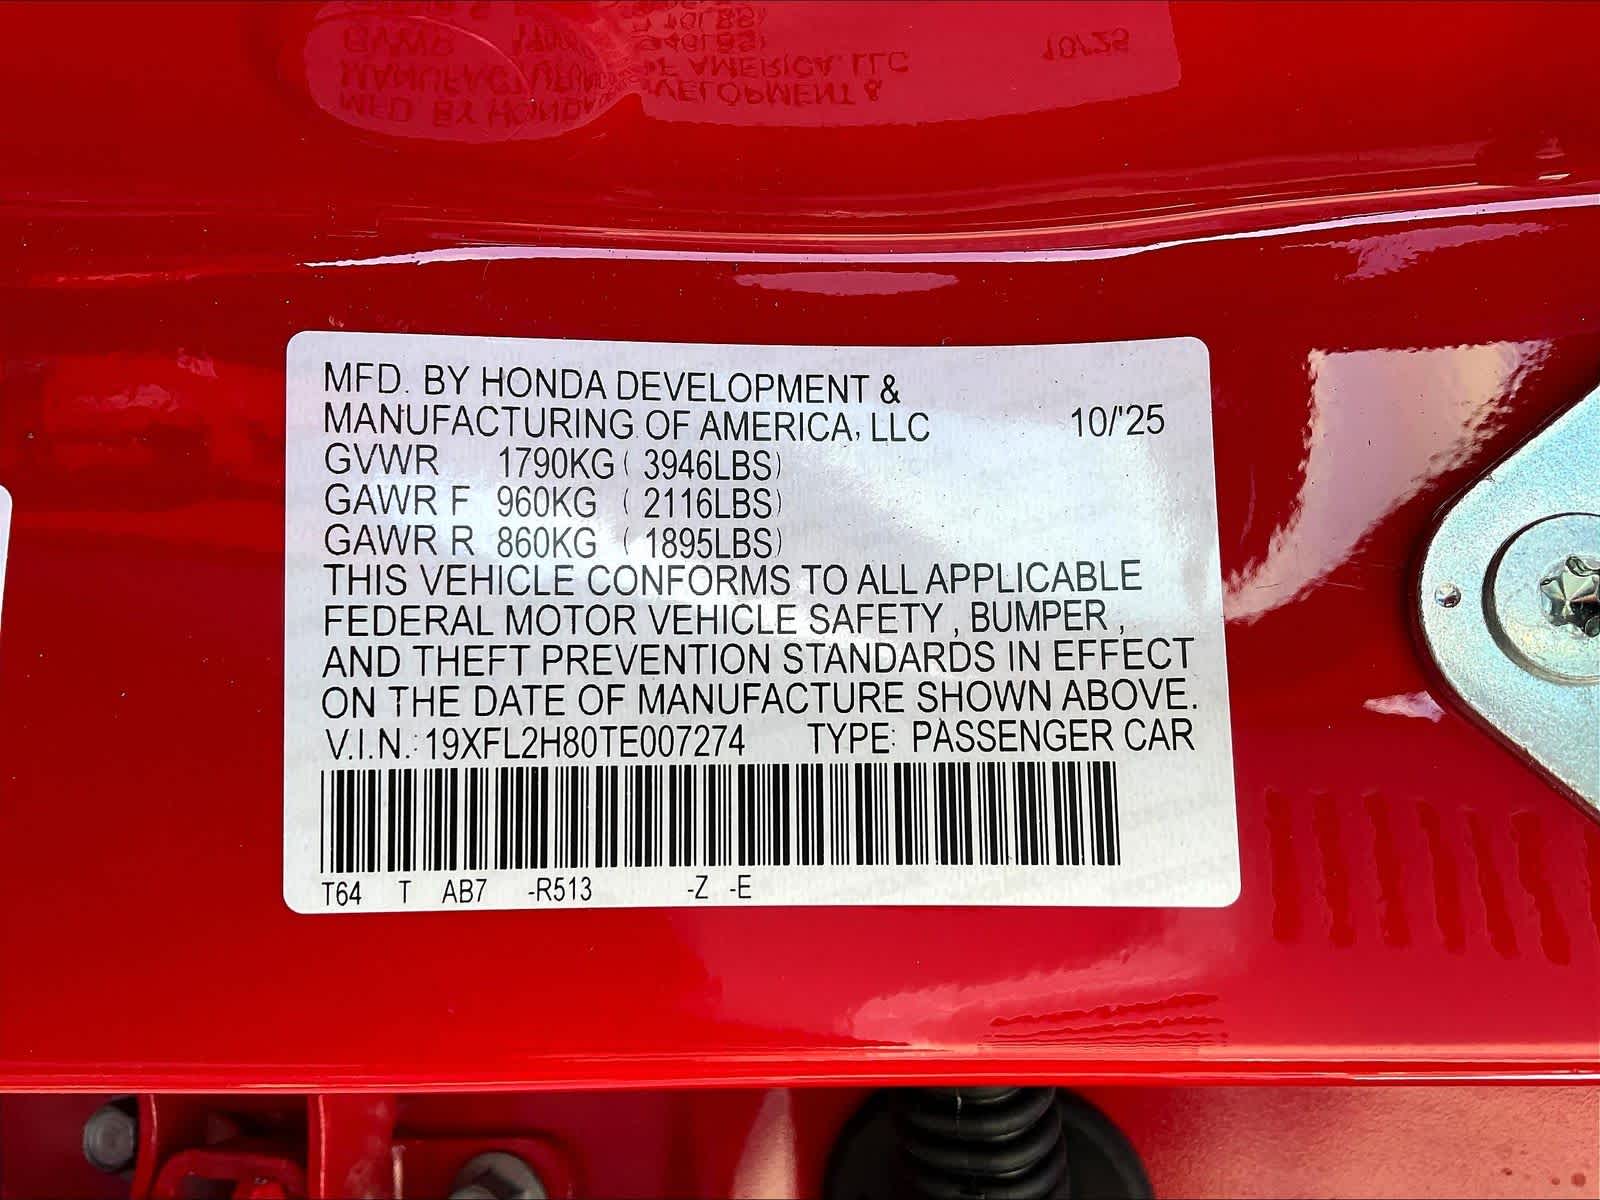 MFD. BY HONDA DEVELOPMENT &
MANUFACTURING OF AMERICA, LLC 10/'25
GVWR 1790KG ( 3946LBS)
GAWR F 960KG ( 2116LBS)
GAWR R 860KG ( 1895LBS)
THIS VEHICLE CONFORMS TO ALL APPLICABLE
FEDERAL MOTOR VEHICLE SAFETY , BUMPER ,
AND THEFT PREVENTION STANDARDS IN EFFECT
ON THE DATE OF MANUFACTURE SHOWN ABOVE.
V.I.N.: 19XFL2H80TE007274 TYPE: PASSENGER CAR
T64 T AB7 -R513 -Z -E